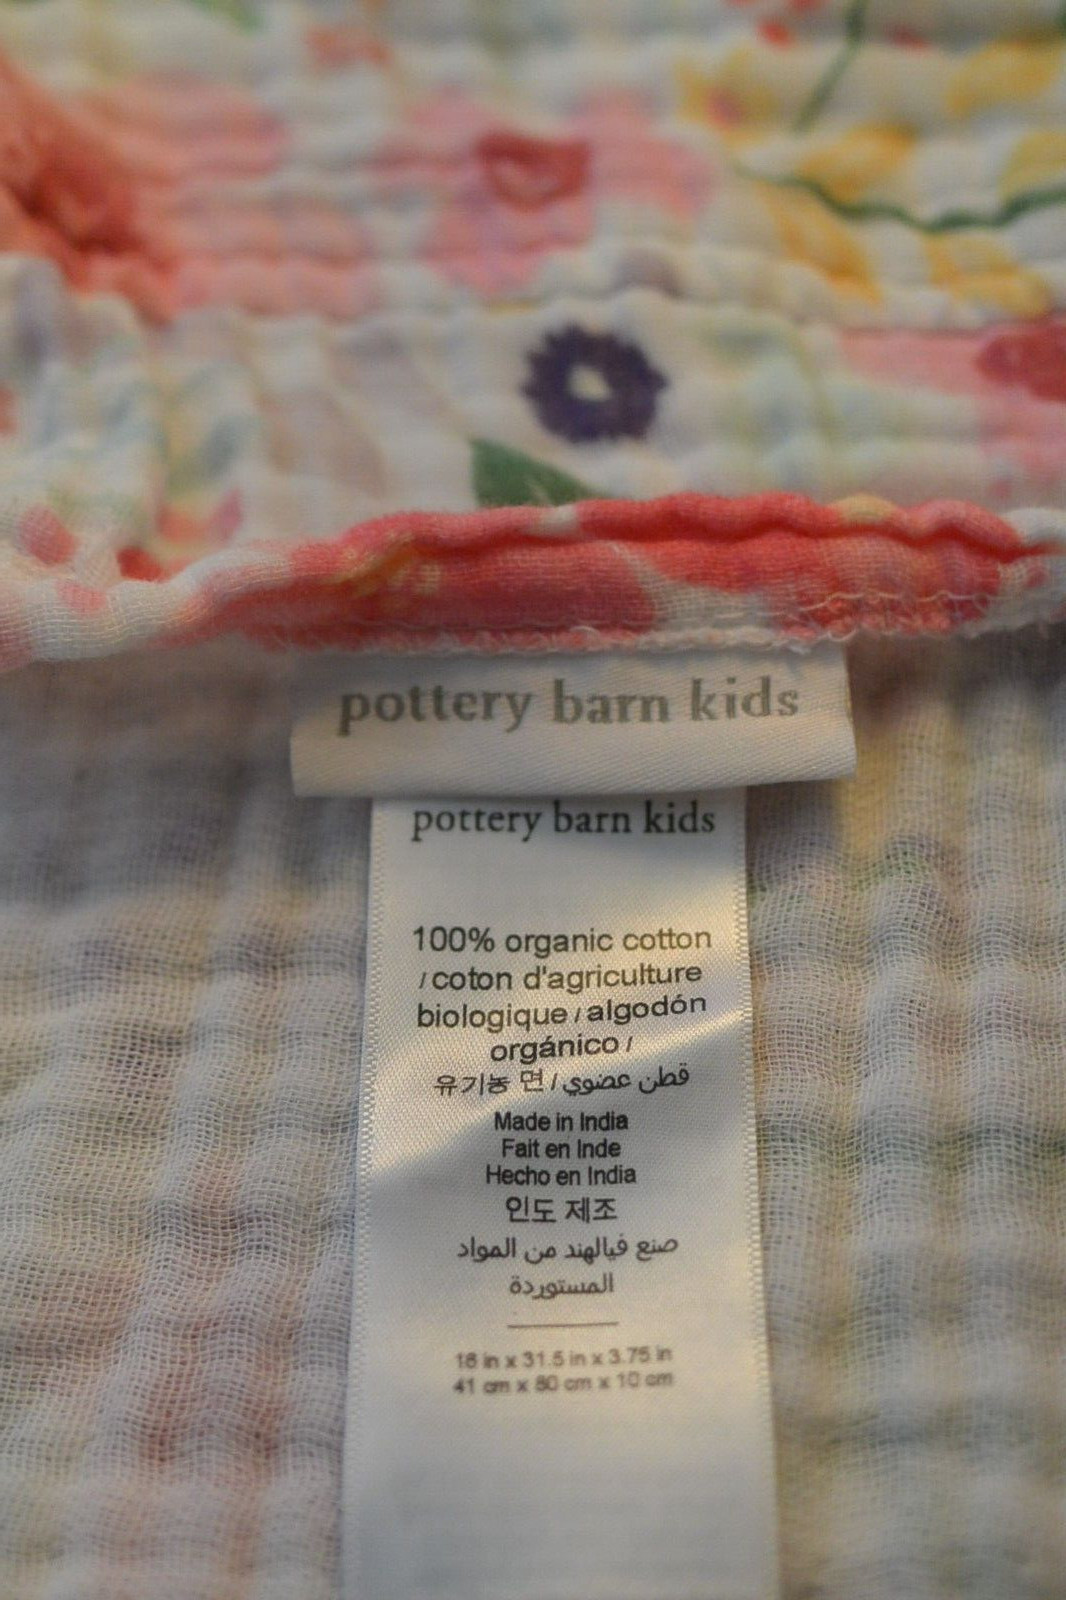 pottery barn kids
pottery barn kids
100% organic cotton
/ coton d'agriculture
biologique / algodón
orgánico /
유기농 면 / قطن عضوي
Made in India
Fait en Inde
Hecho en India
인도 제조
صنع فيالهند من المواد
المستوردة
16 in x 31.5 in x 3.75 in
41 cm x 80 cm x 10 cm